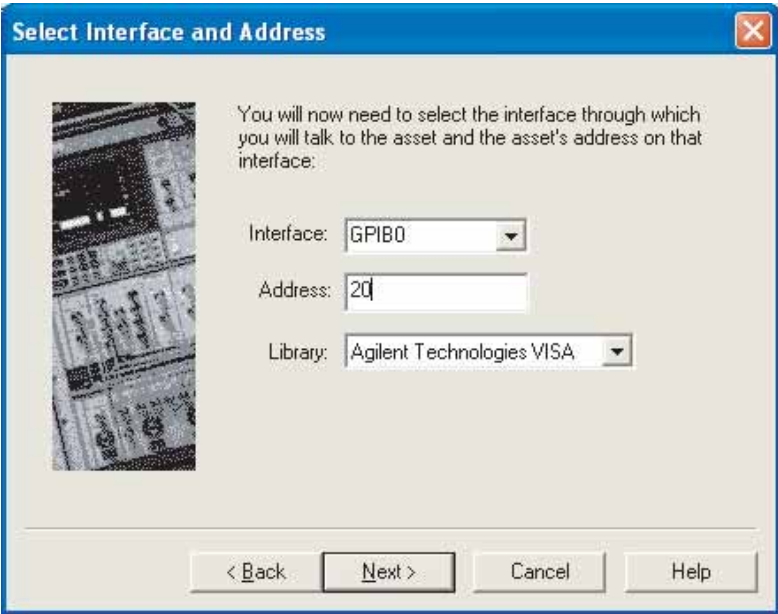 Select Interface and Address
You will now need to select the interface through which
you will talk to the asset and the asset's address on that
interface:
Interface: GPIB0
Address: 20
Library: Agilent Technologies VISA
< Back Next > Cancel Help